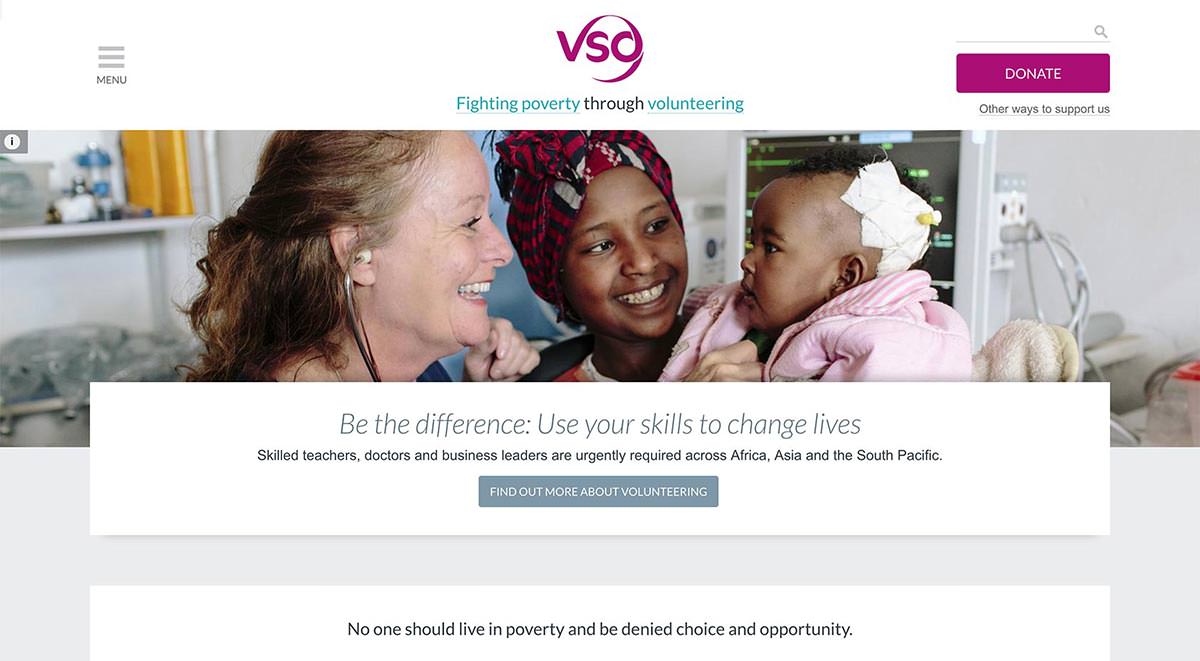 MENU
vso
Fighting poverty through volunteering
DONATE
Other ways to support us
i
Be the difference: Use your skills to change lives
Skilled teachers, doctors and business leaders are urgently required across Africa, Asia and the South Pacific.
FIND OUT MORE ABOUT VOLUNTEERING
No one should live in poverty and be denied choice and opportunity.